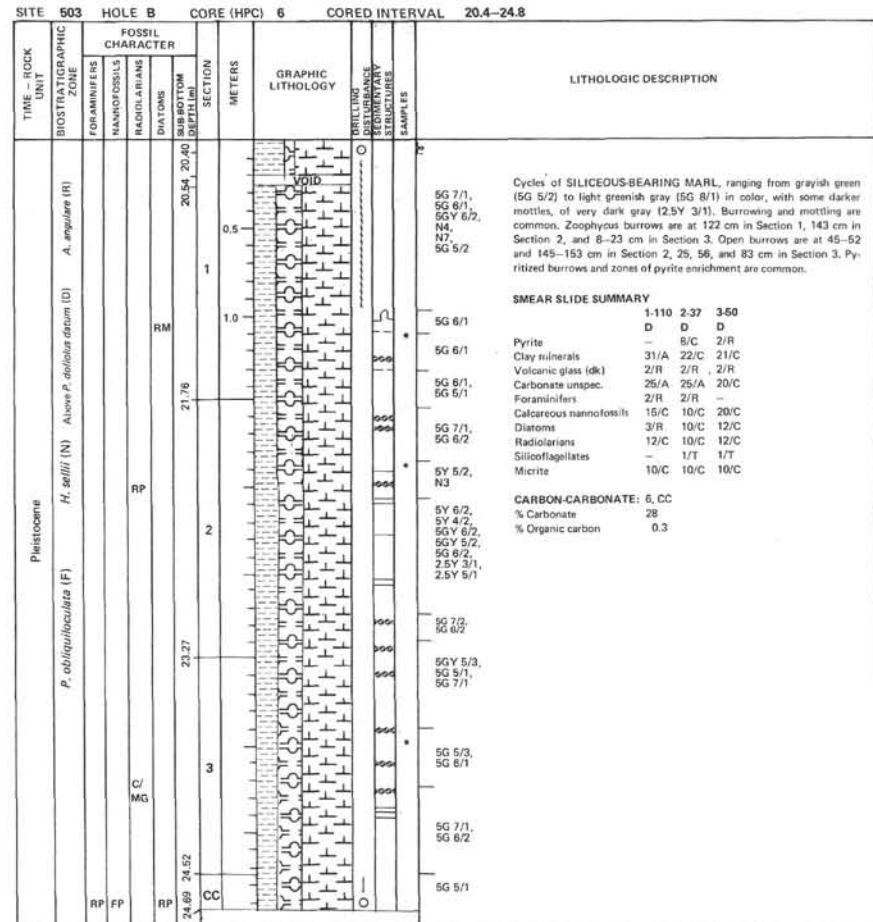 SITE 503 HOLE B CORE (HPC) 6 CORED INTERVAL 20.4–24.8
TIME – ROCK UNIT
BIOSTRATIGRAPHIC ZONE
FOSSIL CHARACTER
FORAMINIFERS
NANNOFOSSILS
RADIOLARIANS
DIATOMS
SUB-BOTTOM DEPTH (m)
SECTION
METERS
GRAPHIC LITHOLOGY
DRILLING DISTURBANCE
SEDIMENTARY STRUCTURES
SAMPLES
LITHOLOGIC DESCRIPTION
Pleistocene
A. angulare (R)
Above P. doliolus datum (D)
H. sellii (N)
P. obliquiloculata (F)
RM
RP
C/
MG
RP FP RP
20.40
20.54
21.76
23.27
24.52
24.69
1
2
3
CC
0.5
1.0
VOID
*
*
*
5G 7/1,
5G 6/1,
5GY 6/2,
N4,
N7,
5G 5/2
5G 6/1
5G 6/1
5G 6/1,
5G 5/1
5G 7/1,
5G 6/2
5Y 5/2,
N3
5Y 6/2,
5Y 4/2,
5GY 6/2,
5GY 5/2,
5G 6/2,
2.5Y 3/1,
2.5Y 5/1
5G 7/2,
5G 6/2
5GY 5/3,
5G 5/1,
5G 7/1
5G 5/3,
5G 6/1
5G 7/1,
5G 6/2
5G 5/1
Cycles of SILICEOUS-BEARING MARL, ranging from grayish green
(5G 5/2) to light greenish gray (5G 8/1) in color, with some darker
mottles, of very dark gray (2.5Y 3/1). Burrowing and mottling are
common. Zoophycus burrows are at 122 cm in Section 1, 143 cm in
Section 2, and 8–23 cm in Section 3. Open burrows are at 45–52
and 145–153 cm in Section 2, 25, 56, and 83 cm in Section 3. Py-
ritized burrows and zones of pyrite enrichment are common.
SMEAR SLIDE SUMMARY
1-110 2-37 3-50
D D D
Pyrite – 8/C 2/R
Clay minerals 31/A 22/C 21/C
Volcanic glass (dk) 2/R 2/R 2/R
Carbonate unspec. 25/A 25/A 20/C
Foraminifers 2/R 2/R –
Calcareous nannofossils 15/C 10/C 20/C
Diatoms 3/R 10/C 12/C
Radiolarians 12/C 10/C 12/C
Silicoflagellates – 1/T 1/T
Micrite 10/C 10/C 10/C
CARBON-CARBONATE: 6, CC
% Carbonate 28
% Organic carbon 0.3